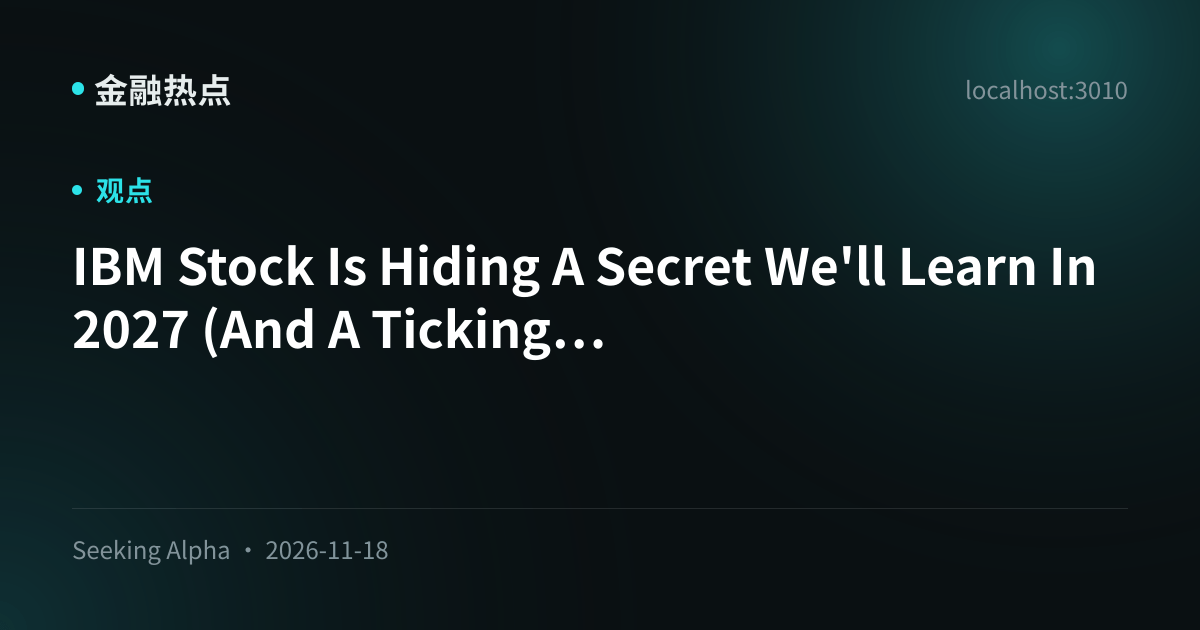 金融热点
localhost:3010
观点
IBM Stock Is Hiding A Secret We'll Learn In
2027 (And A Ticking…
Seeking Alpha • 2026-11-18